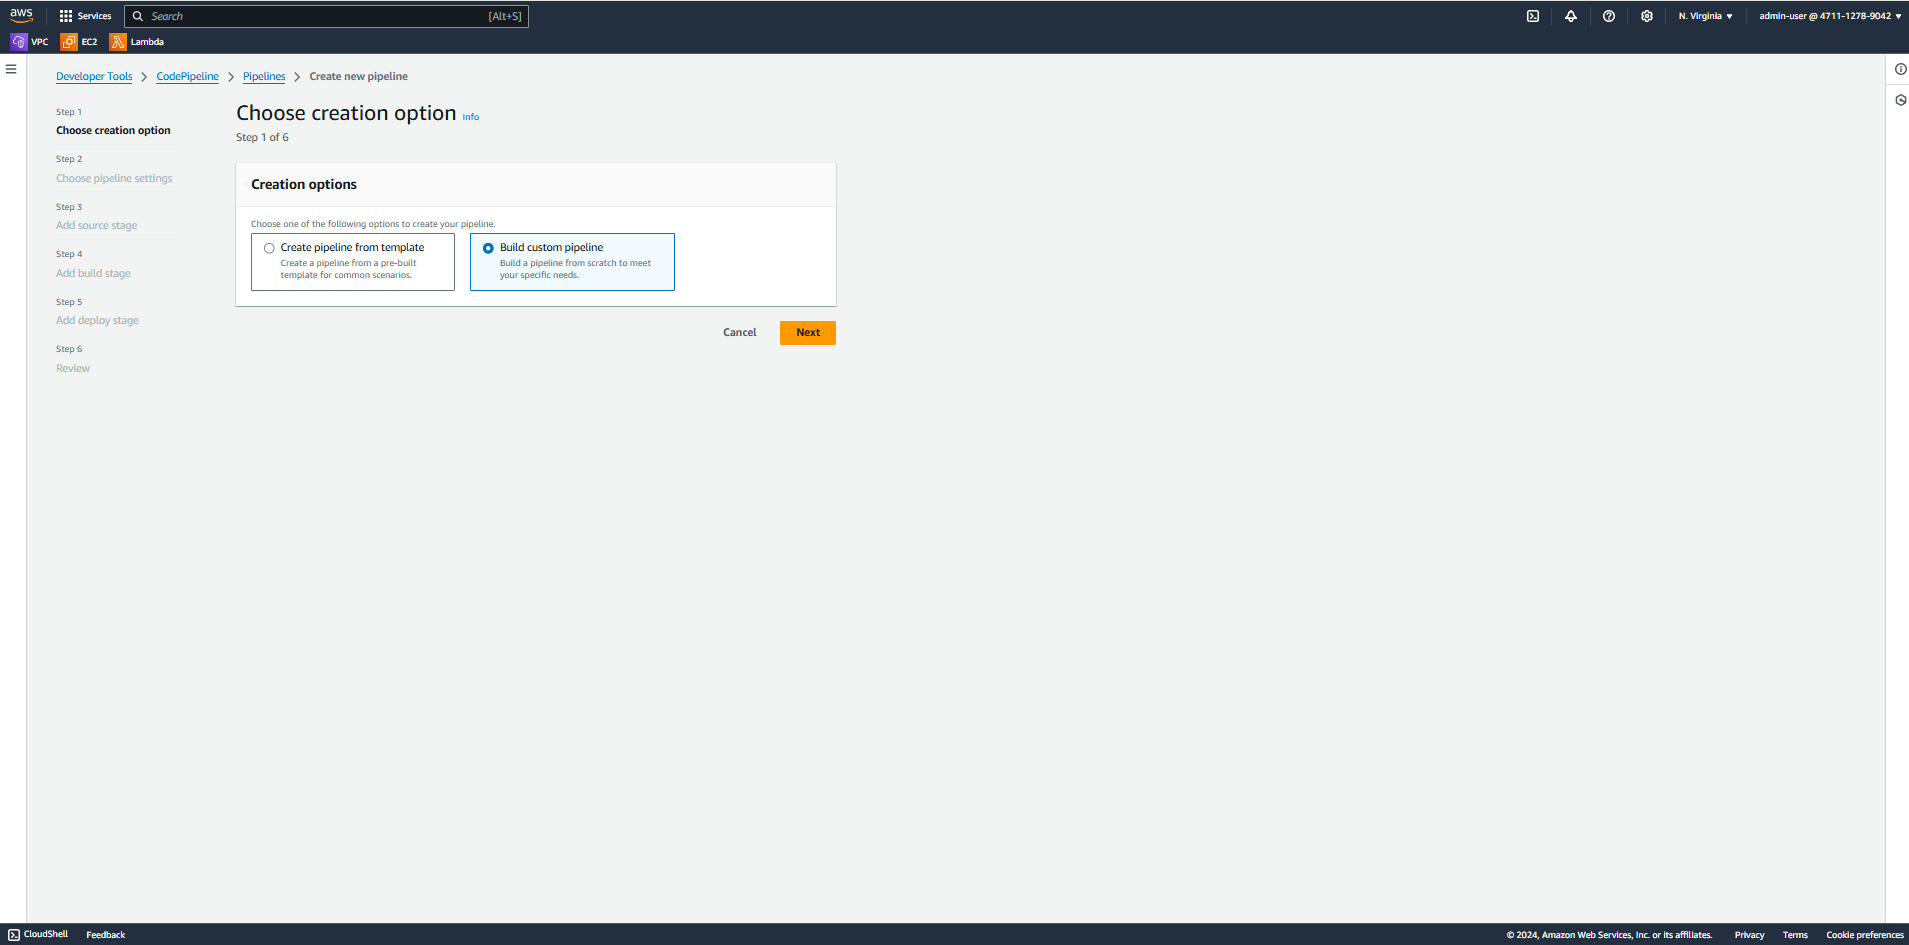 aws
Services
Search
[Alt+S]
N. Virginia
admin-user @ 4711-1278-9042
VPC
EC2
Lambda
Developer Tools
CodePipeline
Pipelines
Create new pipeline
Step 1
Choose creation option
Step 2
Choose pipeline settings
Step 3
Add source stage
Step 4
Add build stage
Step 5
Add deploy stage
Step 6
Review
Choose creation option Info
Step 1 of 6
Creation options
Choose one of the following options to create your pipeline.
Create pipeline from template
Create a pipeline from a pre-built
template for common scenarios.
Build custom pipeline
Build a pipeline from scratch to meet
your specific needs.
Cancel
Next
CloudShell
Feedback
© 2024, Amazon Web Services, Inc. or its affiliates.
Privacy
Terms
Cookie preferences